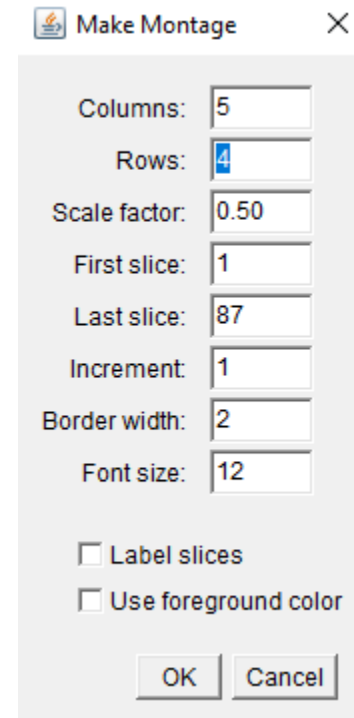 Make Montage
Columns: 5
Rows: 4
Scale factor: 0.50
First slice: 1
Last slice: 87
Increment: 1
Border width: 2
Font size: 12
Label slices
Use foreground color
OK Cancel